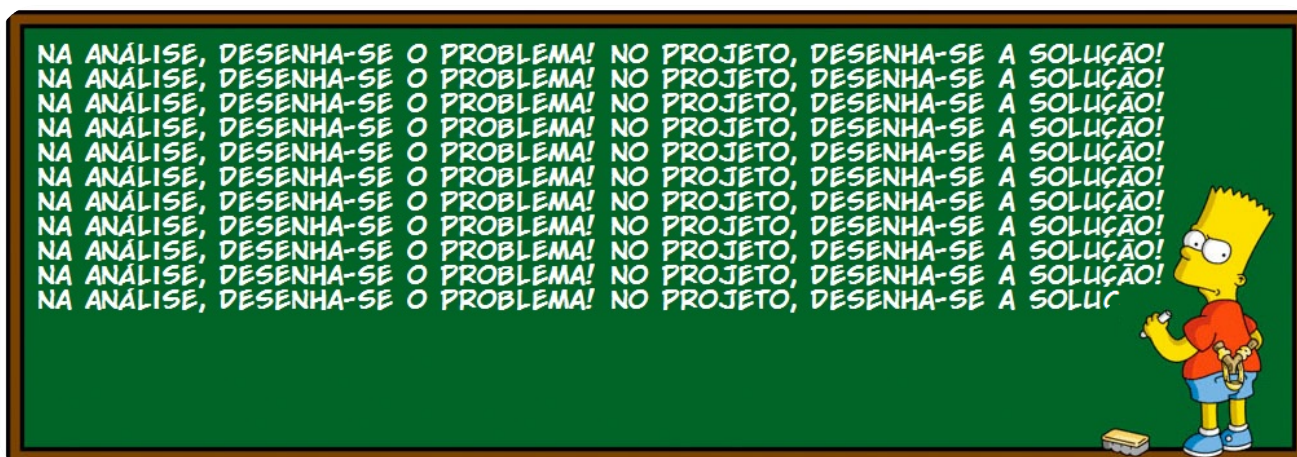 NA ANÁLISE, DESENHA-SE O PROBLEMA! NO PROJETO, DESENHA-SE A SOLUÇÃO!
NA ANÁLISE, DESENHA-SE O PROBLEMA! NO PROJETO, DESENHA-SE A SOLUÇÃO!
NA ANÁLISE, DESENHA-SE O PROBLEMA! NO PROJETO, DESENHA-SE A SOLUÇÃO!
NA ANÁLISE, DESENHA-SE O PROBLEMA! NO PROJETO, DESENHA-SE A SOLUÇÃO!
NA ANÁLISE, DESENHA-SE O PROBLEMA! NO PROJETO, DESENHA-SE A SOLUÇÃO!
NA ANÁLISE, DESENHA-SE O PROBLEMA! NO PROJETO, DESENHA-SE A SOLUÇÃO!
NA ANÁLISE, DESENHA-SE O PROBLEMA! NO PROJETO, DESENHA-SE A SOLUÇÃO!
NA ANÁLISE, DESENHA-SE O PROBLEMA! NO PROJETO, DESENHA-SE A SOLUÇÃO!
NA ANÁLISE, DESENHA-SE O PROBLEMA! NO PROJETO, DESENHA-SE A SOLUÇÃO!
NA ANÁLISE, DESENHA-SE O PROBLEMA! NO PROJETO, DESENHA-SE A SOLUÇÃO!
NA ANÁLISE, DESENHA-SE O PROBLEMA! NO PROJETO, DESENHA-SE A SOLUC